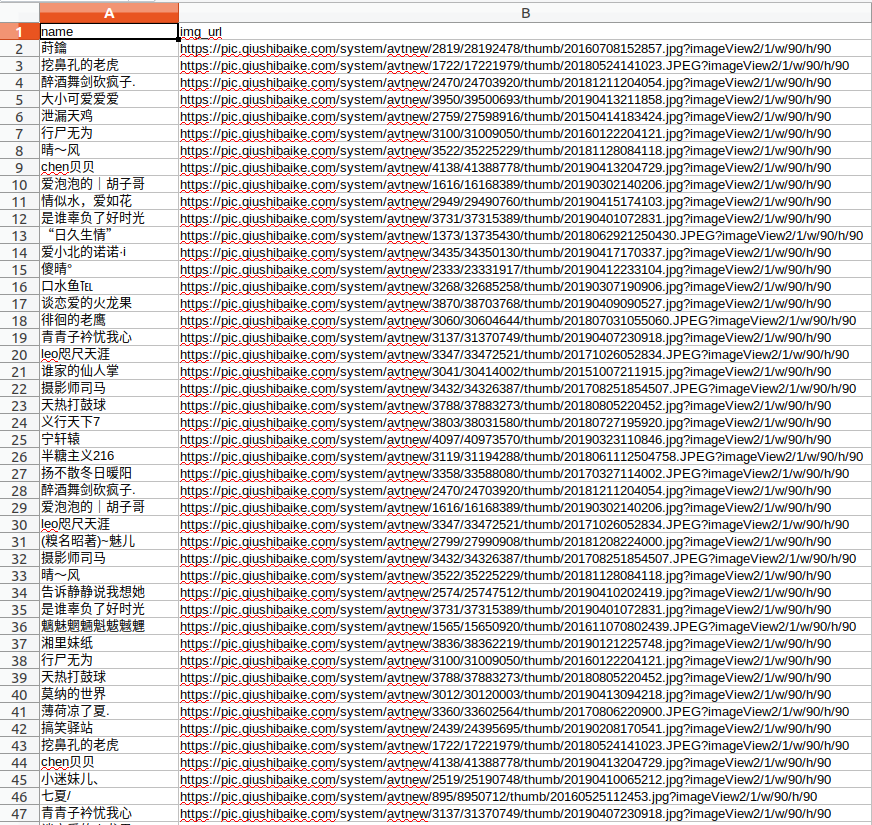 A B
1 name img_url
2 莳鑰 https://pic.qiushibaike.com/system/avtnew/2819/28192478/thumb/20160708152857.jpg?imageView2/1/w/90/h/90
3 挖鼻孔的老虎 https://pic.qiushibaike.com/system/avtnew/1722/17221979/thumb/20180524141023.JPEG?imageView2/1/w/90/h/90
4 醉酒舞剑砍疯子. https://pic.qiushibaike.com/system/avtnew/2470/24703920/thumb/20181211204054.jpg?imageView2/1/w/90/h/90
5 大小可爱爱爱 https://pic.qiushibaike.com/system/avtnew/3950/39500693/thumb/20190413211858.jpg?imageView2/1/w/90/h/90
6 泄漏天鸡 https://pic.qiushibaike.com/system/avtnew/2759/27598916/thumb/20150414183424.jpg?imageView2/1/w/90/h/90
7 行尸无为 https://pic.qiushibaike.com/system/avtnew/3100/31009050/thumb/20160122204121.jpg?imageView2/1/w/90/h/90
8 晴～风 https://pic.qiushibaike.com/system/avtnew/3522/35225229/thumb/20181128084118.jpg?imageView2/1/w/90/h/90
9 chen贝贝 https://pic.qiushibaike.com/system/avtnew/4138/41388778/thumb/20190413204729.jpg?imageView2/1/w/90/h/90
10 爱泡泡的｜胡子哥 https://pic.qiushibaike.com/system/avtnew/1616/16168389/thumb/20190302140206.jpg?imageView2/1/w/90/h/90
11 情似水，爱如花 https://pic.qiushibaike.com/system/avtnew/2949/29490760/thumb/20190415174103.jpg?imageView2/1/w/90/h/90
12 是谁辜负了好时光 https://pic.qiushibaike.com/system/avtnew/3731/37315389/thumb/20190401072831.jpg?imageView2/1/w/90/h/90
13 “日久生情” https://pic.qiushibaike.com/system/avtnew/1373/13735430/thumb/2018062921250430.JPEG?imageView2/1/w/90/h/90
14 爱小北的诺诺·i https://pic.qiushibaike.com/system/avtnew/3435/34350130/thumb/20190417170337.jpg?imageView2/1/w/90/h/90
15 傻晴° https://pic.qiushibaike.com/system/avtnew/2333/23331917/thumb/20190412233104.jpg?imageView2/1/w/90/h/90
16 口水鱼℡ https://pic.qiushibaike.com/system/avtnew/3268/32685258/thumb/20190307190906.jpg?imageView2/1/w/90/h/90
17 谈恋爱的火龙果 https://pic.qiushibaike.com/system/avtnew/3870/38703768/thumb/20190409090527.jpg?imageView2/1/w/90/h/90
18 徘徊的老鹰 https://pic.qiushibaike.com/system/avtnew/3060/30604644/thumb/201807031055060.JPEG?imageView2/1/w/90/h/90
19 青青子衿忧我心 https://pic.qiushibaike.com/system/avtnew/3137/31370749/thumb/20190407230918.jpg?imageView2/1/w/90/h/90
20 leo咫尺天涯 https://pic.qiushibaike.com/system/avtnew/3347/33472521/thumb/20171026052834.JPEG?imageView2/1/w/90/h/90
21 谁家的仙人掌 https://pic.qiushibaike.com/system/avtnew/3041/30414002/thumb/20151007211915.jpg?imageView2/1/w/90/h/90
22 摄影师司马 https://pic.qiushibaike.com/system/avtnew/3432/34326387/thumb/201708251854507.JPEG?imageView2/1/w/90/h/90
23 天热打鼓球 https://pic.qiushibaike.com/system/avtnew/3788/37883273/thumb/20180805220452.jpg?imageView2/1/w/90/h/90
24 义行天下7 https://pic.qiushibaike.com/system/avtnew/3803/38031580/thumb/20180727195920.jpg?imageView2/1/w/90/h/90
25 宁轩辕 https://pic.qiushibaike.com/system/avtnew/4097/40973570/thumb/20190323110846.jpg?imageView2/1/w/90/h/90
26 半糖主义216 https://pic.qiushibaike.com/system/avtnew/3119/31194288/thumb/2018061112504758.JPEG?imageView2/1/w/90/h/90
27 扬不散冬日暖阳 https://pic.qiushibaike.com/system/avtnew/3358/33588080/thumb/20170327114002.JPEG?imageView2/1/w/90/h/90
28 醉酒舞剑砍疯子. https://pic.qiushibaike.com/system/avtnew/2470/24703920/thumb/20181211204054.jpg?imageView2/1/w/90/h/90
29 爱泡泡的｜胡子哥 https://pic.qiushibaike.com/system/avtnew/1616/16168389/thumb/20190302140206.jpg?imageView2/1/w/90/h/90
30 leo咫尺天涯 https://pic.qiushibaike.com/system/avtnew/3347/33472521/thumb/20171026052834.JPEG?imageView2/1/w/90/h/90
31 (糗名昭著)~魅儿 https://pic.qiushibaike.com/system/avtnew/2799/27990908/thumb/20181208224000.jpg?imageView2/1/w/90/h/90
32 摄影师司马 https://pic.qiushibaike.com/system/avtnew/3432/34326387/thumb/201708251854507.JPEG?imageView2/1/w/90/h/90
33 晴～风 https://pic.qiushibaike.com/system/avtnew/3522/35225229/thumb/20181128084118.jpg?imageView2/1/w/90/h/90
34 告诉静静说我想她 https://pic.qiushibaike.com/system/avtnew/2574/25747512/thumb/20190410202419.jpg?imageView2/1/w/90/h/90
35 是谁辜负了好时光 https://pic.qiushibaike.com/system/avtnew/3731/37315389/thumb/20190401072831.jpg?imageView2/1/w/90/h/90
36 https://pic.qiushibaike.com/system/avtnew/1565/15650920/thumb/201611070802439.JPEG?imageView2/1/w/90/h/90
37 湘里妹纸 https://pic.qiushibaike.com/system/avtnew/3836/38362219/thumb/20190121225748.jpg?imageView2/1/w/90/h/90
38 行尸无为 https://pic.qiushibaike.com/system/avtnew/3100/31009050/thumb/20160122204121.jpg?imageView2/1/w/90/h/90
39 天热打鼓球 https://pic.qiushibaike.com/system/avtnew/3788/37883273/thumb/20180805220452.jpg?imageView2/1/w/90/h/90
40 莫纳的世界 https://pic.qiushibaike.com/system/avtnew/3012/30120003/thumb/20190413094218.jpg?imageView2/1/w/90/h/90
41 薄荷凉了夏. https://pic.qiushibaike.com/system/avtnew/3360/33602564/thumb/20170806220900.JPEG?imageView2/1/w/90/h/90
42 搞笑驿站 https://pic.qiushibaike.com/system/avtnew/2439/24395695/thumb/20190208170541.jpg?imageView2/1/w/90/h/90
43 挖鼻孔的老虎 https://pic.qiushibaike.com/system/avtnew/1722/17221979/thumb/20180524141023.JPEG?imageView2/1/w/90/h/90
44 chen贝贝 https://pic.qiushibaike.com/system/avtnew/4138/41388778/thumb/20190413204729.jpg?imageView2/1/w/90/h/90
45 小迷妹儿、 https://pic.qiushibaike.com/system/avtnew/2519/25190748/thumb/20190410065212.jpg?imageView2/1/w/90/h/90
46 七夏/ https://pic.qiushibaike.com/system/avtnew/895/8950712/thumb/20160525112453.jpg?imageView2/1/w/90/h/90
47 青青子衿忧我心 https://pic.qiushibaike.com/system/avtnew/3137/31370749/thumb/20190407230918.jpg?imageView2/1/w/90/h/90